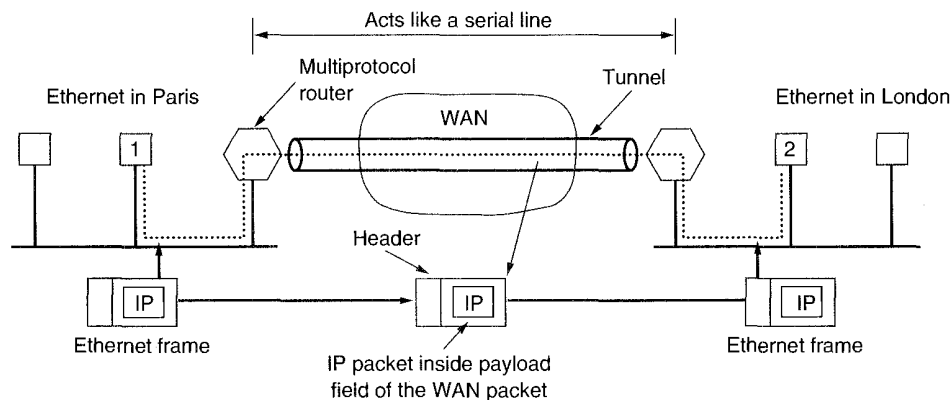 Acts like a serial line
Multiprotocol
router
Tunnel
Ethernet in Paris
WAN
Ethernet in London
1
2
Header
IP
IP
IP
Ethernet frame
Ethernet frame
IP packet inside payload
field of the WAN packet